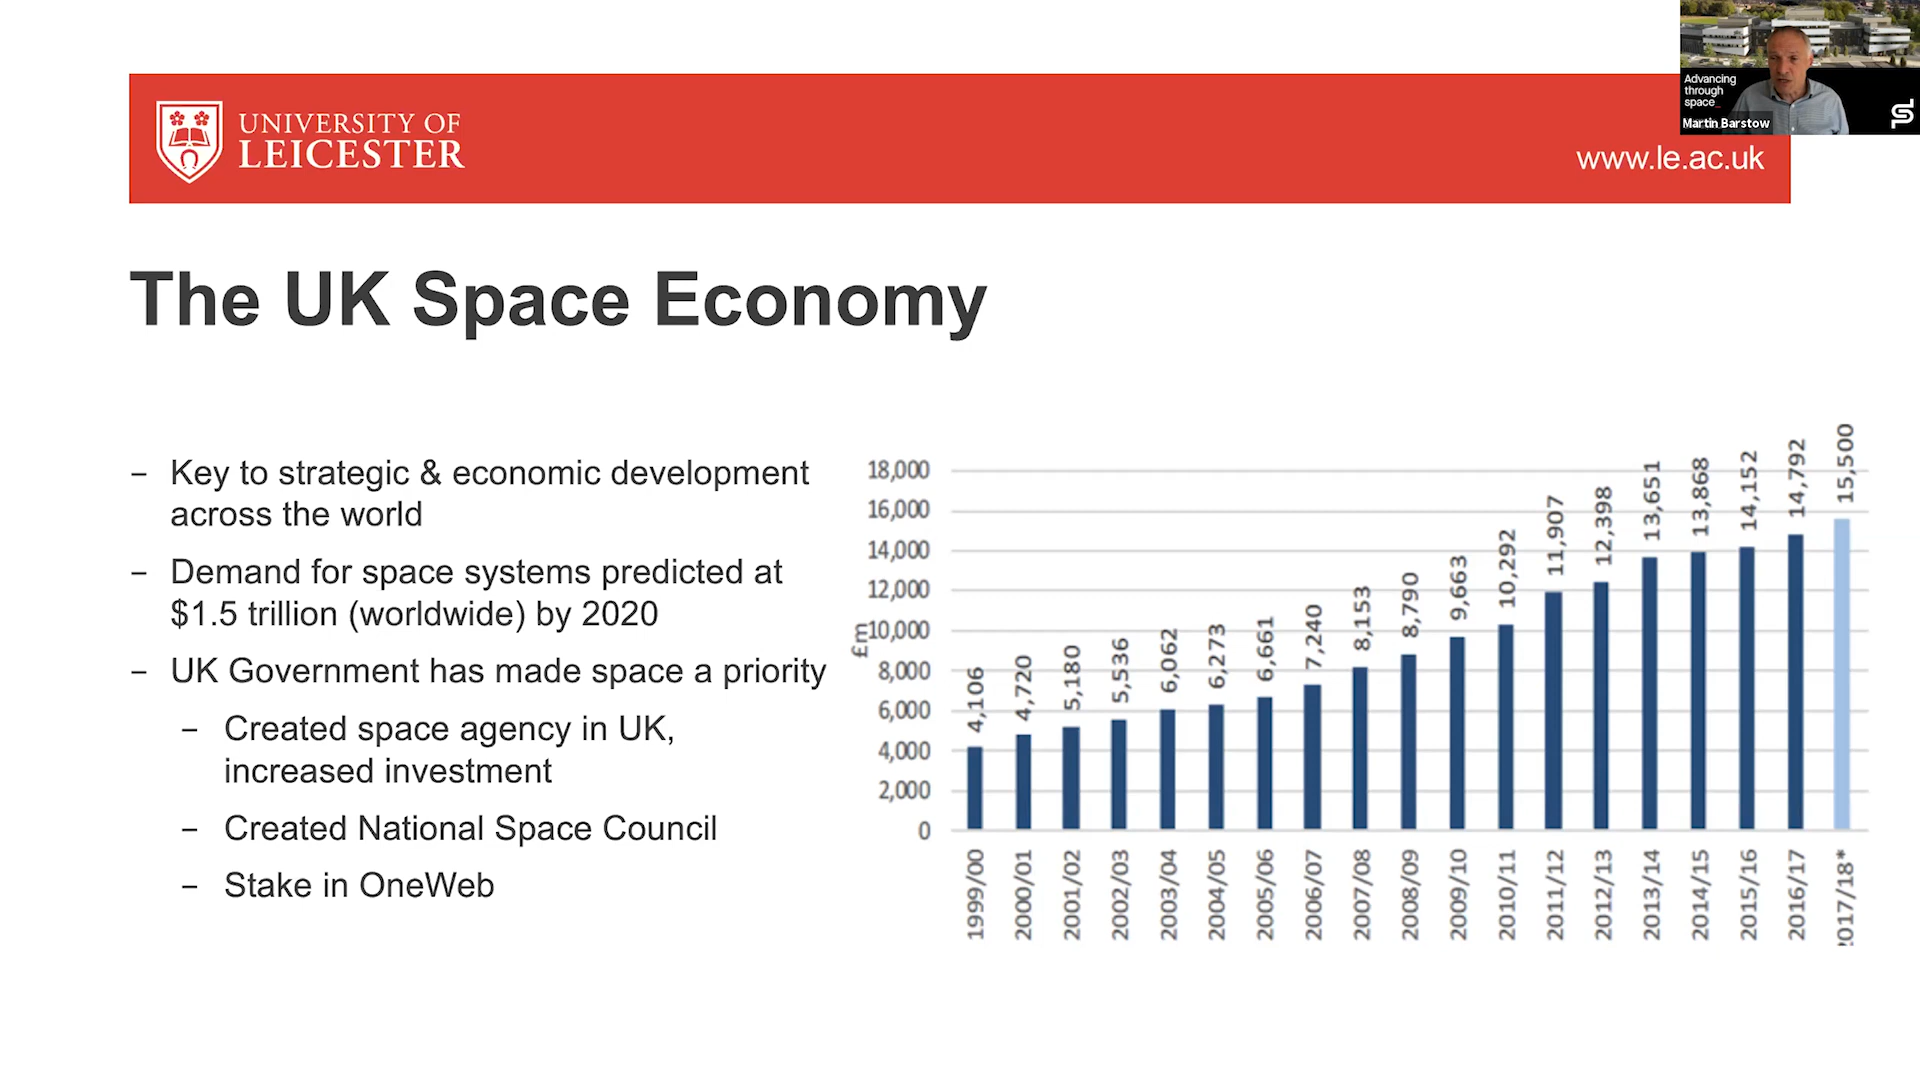 Advancing
through
space_
Martin Barstow
UNIVERSITY OF
LEICESTER
www.le.ac.uk
The UK Space Economy
– Key to strategic & economic development
across the world
– Demand for space systems predicted at
$1.5 trillion (worldwide) by 2020
– UK Government has made space a priority
– Created space agency in UK,
increased investment
– Created National Space Council
– Stake in OneWeb
£m
18,000
16,000
14,000
12,000
10,000
8,000
6,000
4,000
2,000
0
4,106
4,720
5,180
5,536
6,062
6,273
6,661
7,240
8,153
8,790
9,663
10,292
11,907
12,398
13,651
13,868
14,152
14,792
15,500
1999/00
2000/01
2001/02
2002/03
2003/04
2004/05
2005/06
2006/07
2007/08
2008/09
2009/10
2010/11
2011/12
2012/13
2013/14
2014/15
2015/16
2016/17
2017/18*